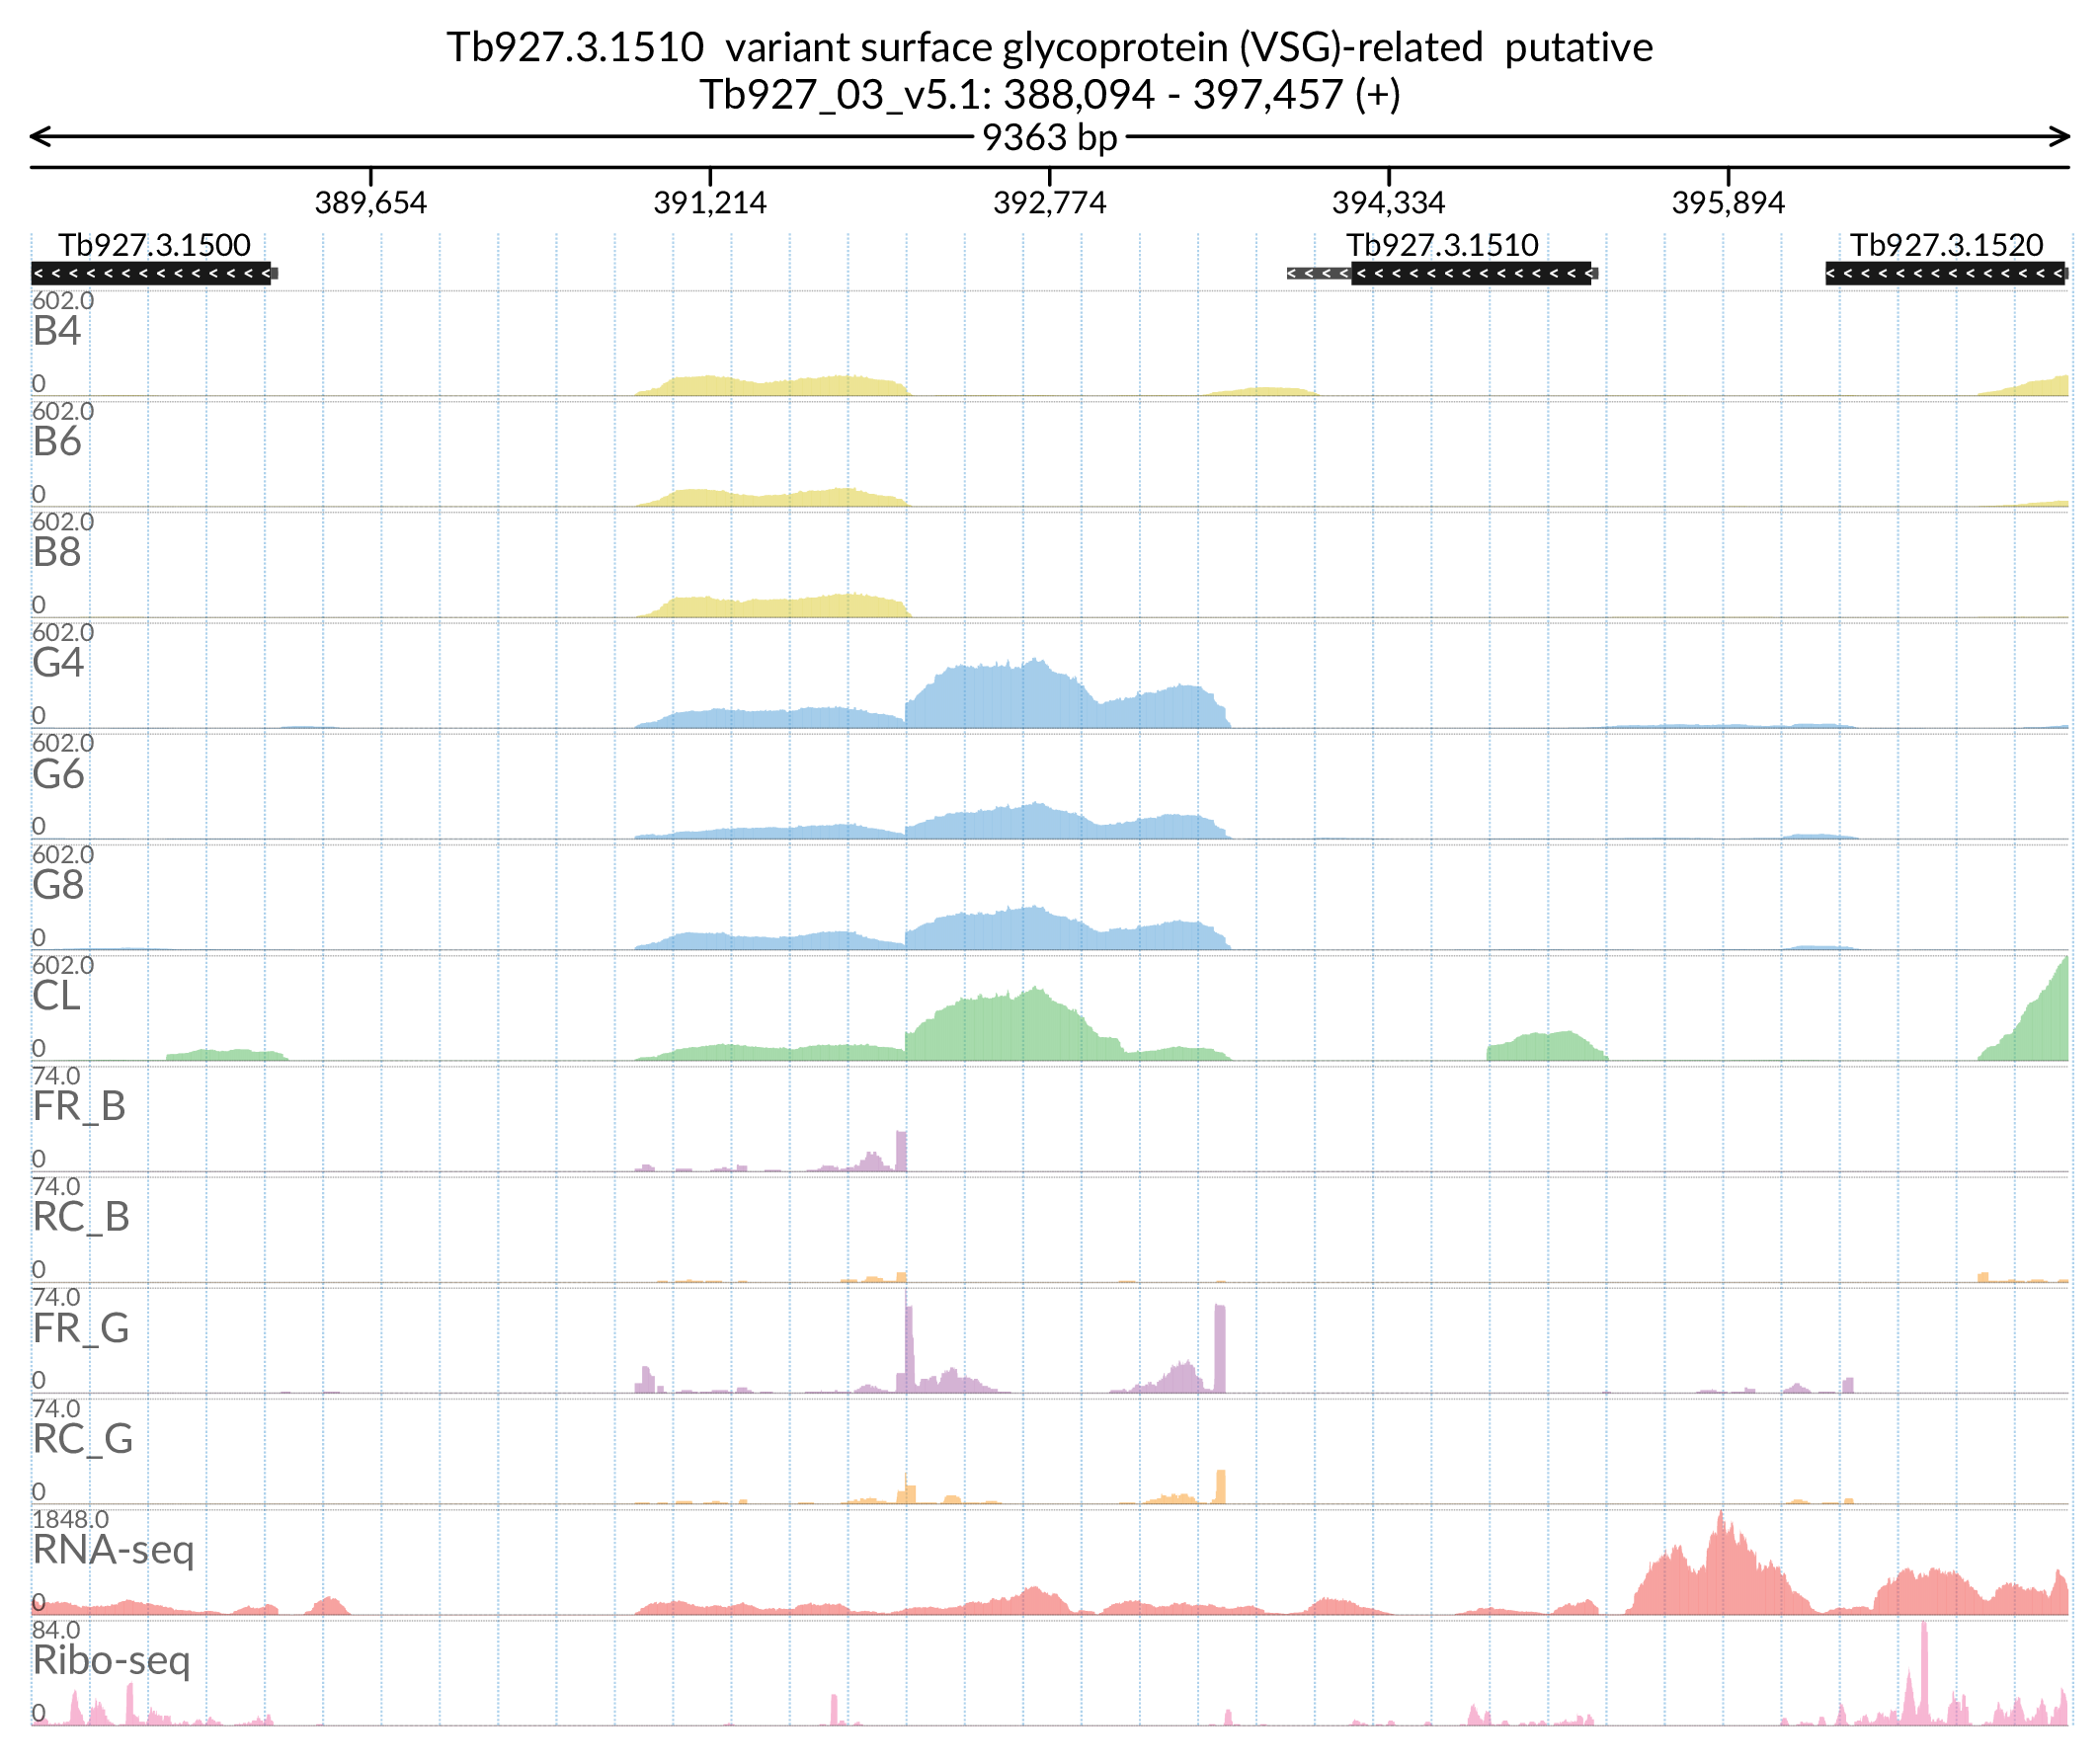 Tb927.3.1510 variant surface glycoprotein (VSG)-related putative
Tb927_03_v5.1: 388,094 - 397,457 (+)
9363 bp
389,654 391,214 392,774 394,334 395,894
Tb927.3.1500 Tb927.3.1510 Tb927.3.1520
602.0
B4
0
602.0
B6
0
602.0
B8
0
602.0
G4
0
602.0
G6
0
602.0
G8
0
602.0
CL
0
74.0
FR_B
0
74.0
RC_B
0
74.0
FR_G
0
74.0
RC_G
0
1848.0
RNA-seq
0
84.0
Ribo-seq
0